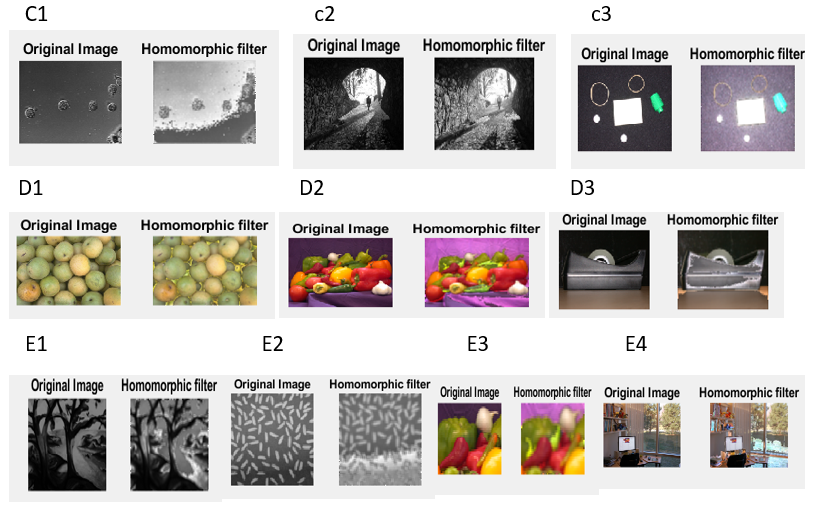 C1
c2
c3
Original Image Homomorphic filter
Original Image Homomorphic filter
Original Image Homomorphic filter
D1
D2
D3
Original Image Homomorphic filter
Original Image Homomorphic filter
Original Image Homomorphic filter
E1
E2
E3
E4
Original Image Homomorphic filter
Original Image Homomorphic filter
Original Image Homomorphic filter
Original Image Homomorphic filter